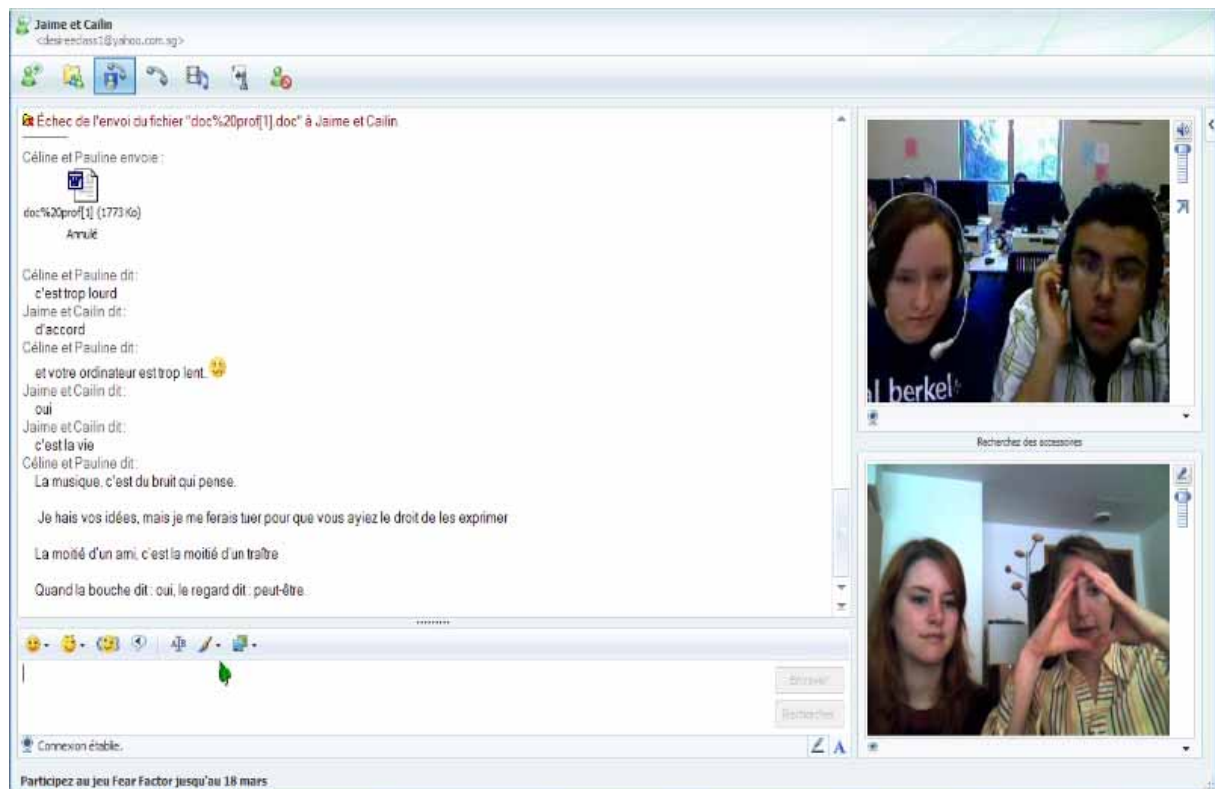 Jaime et Cailin
<desireeclass1@yahoo.com.sg>
Échec de l'envoi du fichier "doc%20prof[1].doc" à Jaime et Cailin.
Céline et Pauline envoie :
doc%20prof[1] (1773 Ko)
Annulé
Céline et Pauline dit :
c'est trop lourd
Jaime et Cailin dit :
d'accord
Céline et Pauline dit :
et votre ordinateur est trop lent.
Jaime et Cailin dit :
oui
Jaime et Cailin dit :
c'est la vie
Céline et Pauline dit :
La musique, c'est du bruit qui pense.
Je hais vos idées, mais je me ferais tuer pour que vous ayiez le droit de les exprimer
La moitié d'un ami, c'est la moitié d'un traître
Quand la bouche dit : oui, le regard dit : peut-être.
Envoyer
Rechercher
Connexion établie.
A
Participez au jeu Fear Factor jusqu'au 18 mars
al berkel
Recherchez des accessoires